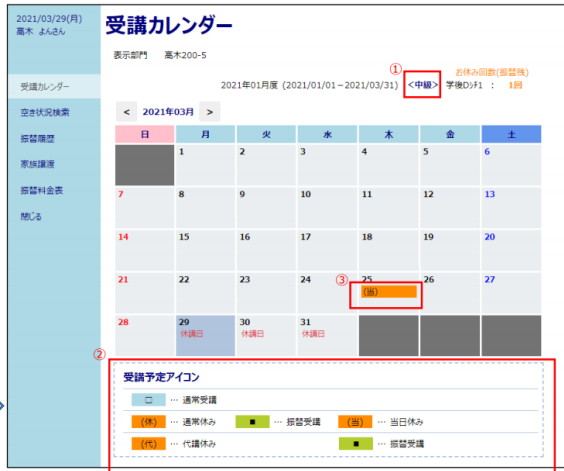 2021/03/29(月)
高木 よんさん
受講カレンダー
空き状況検索
振替履歴
家族譲渡
振替料金表
閉じる
受講カレンダー
表示部門 高木200-5
① お休み回数(振替残)
2021年01月度 (2021/01/01-2021/03/31) <中級> 学後Dｼﾁ1 : 1回
< 2021年03月 >
日 月 火 水 木 金 土
1 2 3 4 5 6
7 8 9 10 11 12 13
14 15 16 17 18 19 20
21 22 23 24 ③ 25 26 27
(当)
28 29 30 31
休講日 休講日 休講日
②
受講予定アイコン
□ … 通常受講
(休) … 通常休み ■ … 振替受講 (当) … 当日休み
(代) … 代講休み ■ … 振替受講